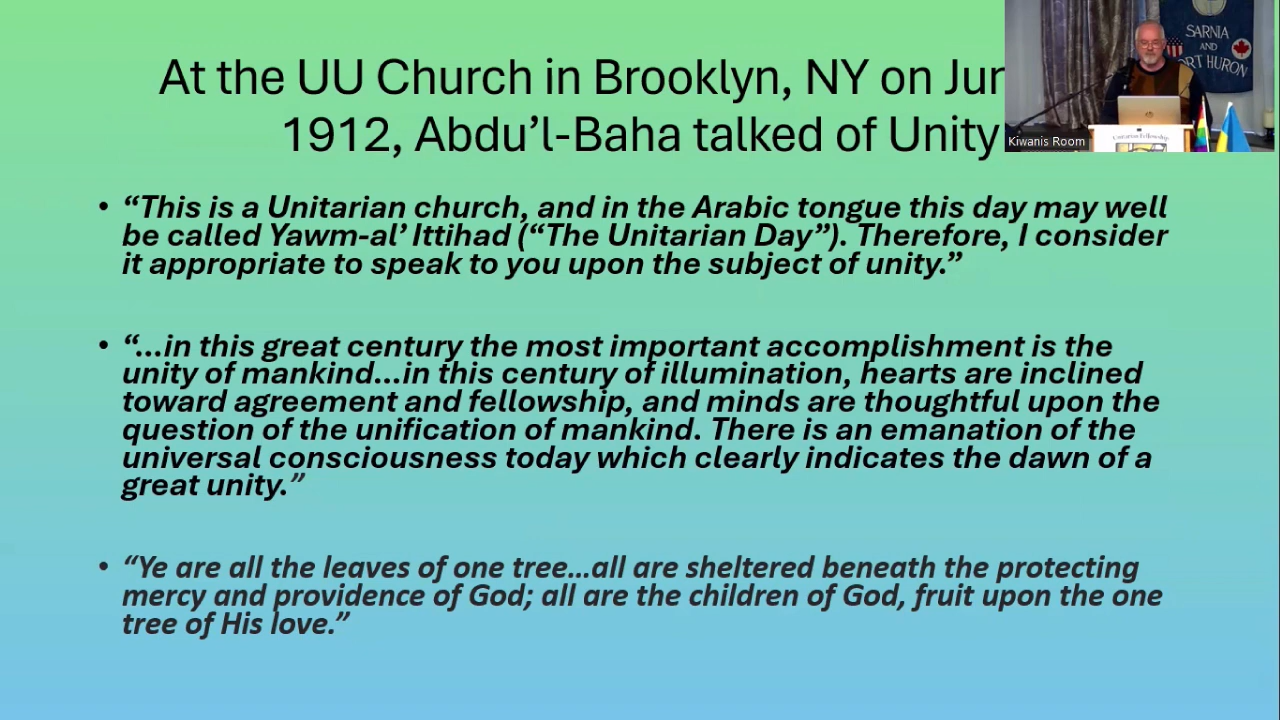 At the UU Church in Brooklyn, NY on Jun
1912, Abdu’l-Baha talked of Unity
• “This is a Unitarian church, and in the Arabic tongue this day may well
be called Yawm-al’ Ittihad (“The Unitarian Day”). Therefore, I consider
it appropriate to speak to you upon the subject of unity.”
• “…in this great century the most important accomplishment is the
unity of mankind…in this century of illumination, hearts are inclined
toward agreement and fellowship, and minds are thoughtful upon the
question of the unification of mankind. There is an emanation of the
universal consciousness today which clearly indicates the dawn of a
great unity.”
• “Ye are all the leaves of one tree…all are sheltered beneath the protecting
mercy and providence of God; all are the children of God, fruit upon the one
tree of His love.”
SARNIA
AND
ORT HURON
Kiwanis Room
Unitarian Fellowship